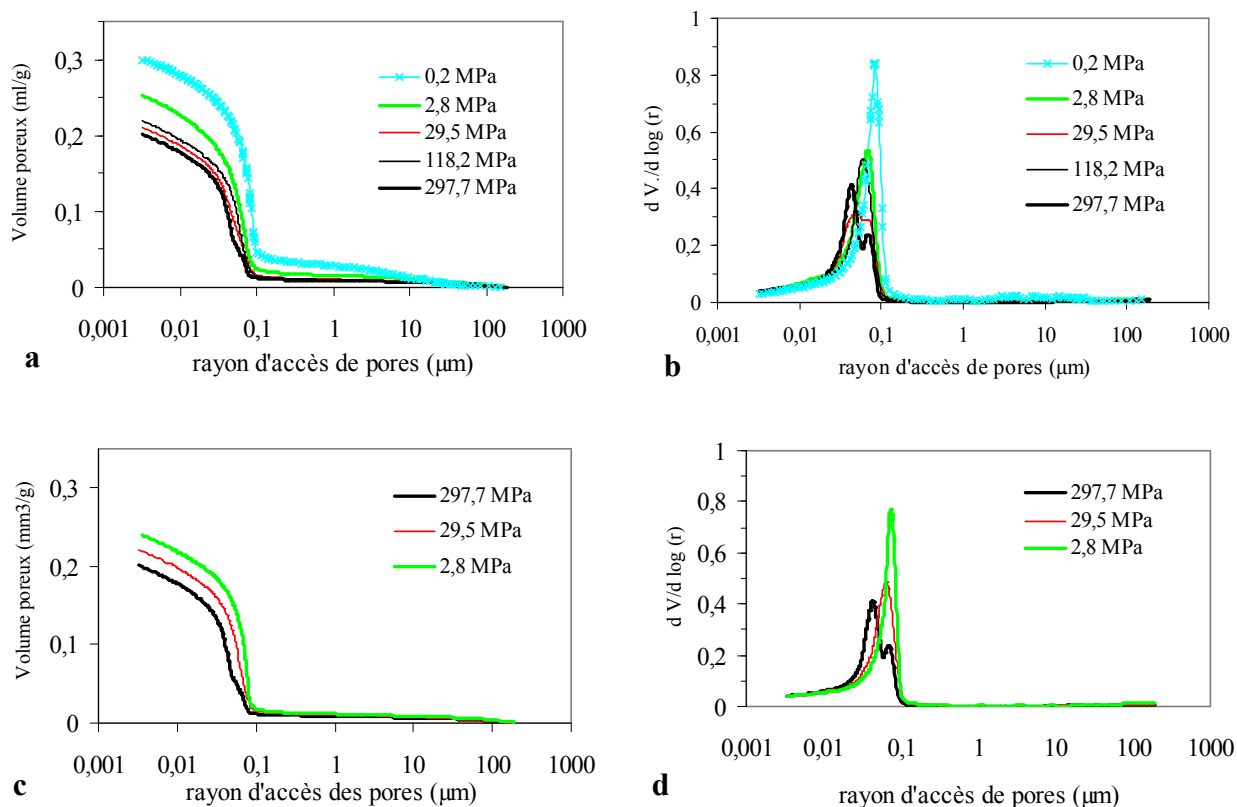 Volume poreux (ml/g)
0,3
0,2
0,1
0
0,2 MPa
2,8 MPa
29,5 MPa
118,2 MPa
297,7 MPa
0,001 0,01 0,1 1 10 100 1000
rayon d'accès de pores (µm)
a
d V./d log (r)
1
0,8
0,6
0,4
0,2
0
0,2 MPa
2,8 MPa
29,5 MPa
118,2 MPa
297,7 MPa
0,001 0,01 0,1 1 10 100 1000
rayon d'accès de pores (µm)
b
Volume poreux (mm3/g)
0,3
0,2
0,1
0
297,7 MPa
29,5 MPa
2,8 MPa
0,001 0,01 0,1 1 10 100 1000
rayon d'accès des pores (µm)
c
d V/d log (r)
1
0,8
0,6
0,4
0,2
0
297,7 MPa
29,5 MPa
2,8 MPa
0,001 0,01 0,1 1 10 100 1000
rayon d'accès de pores (µm)
d